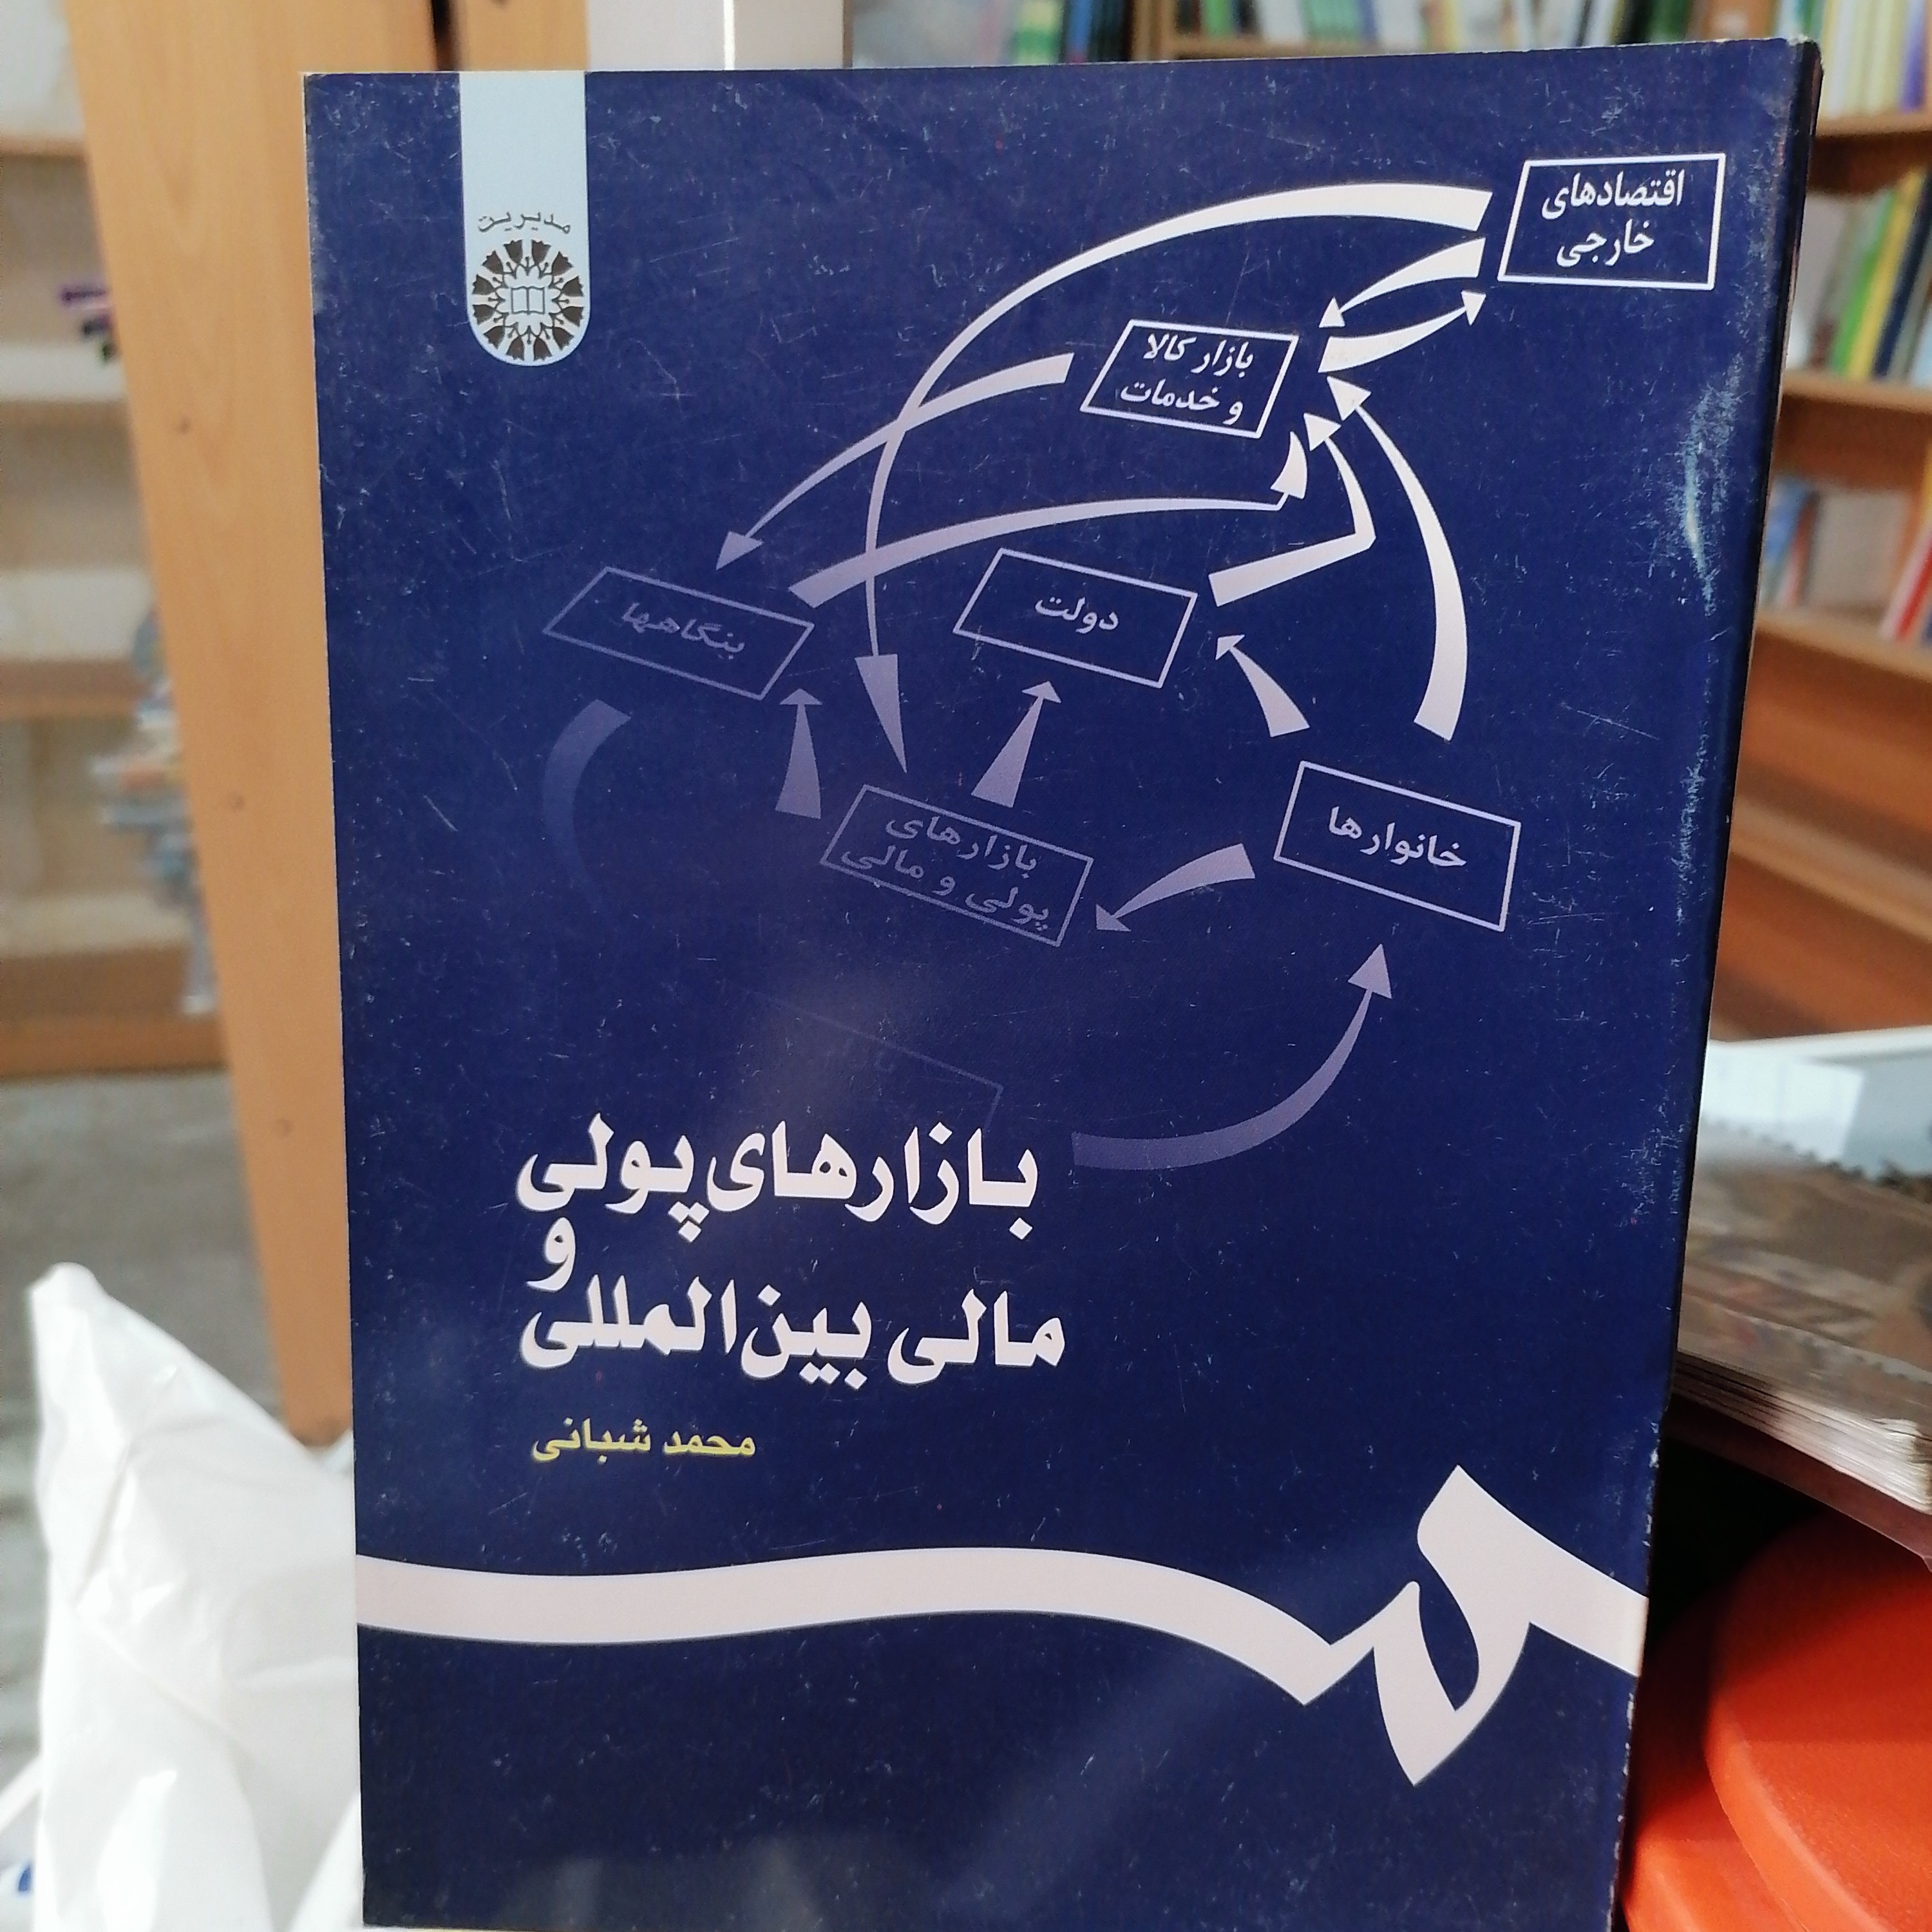 مدیریت
اقتصادهای
خارجی
بازار کالا
و خدمات
دولت
بنگاهها
خانوارها
بازارهای
پولی و مالی
بازارهای پولی
و
مالی بین‌المللی
محمد شبانی